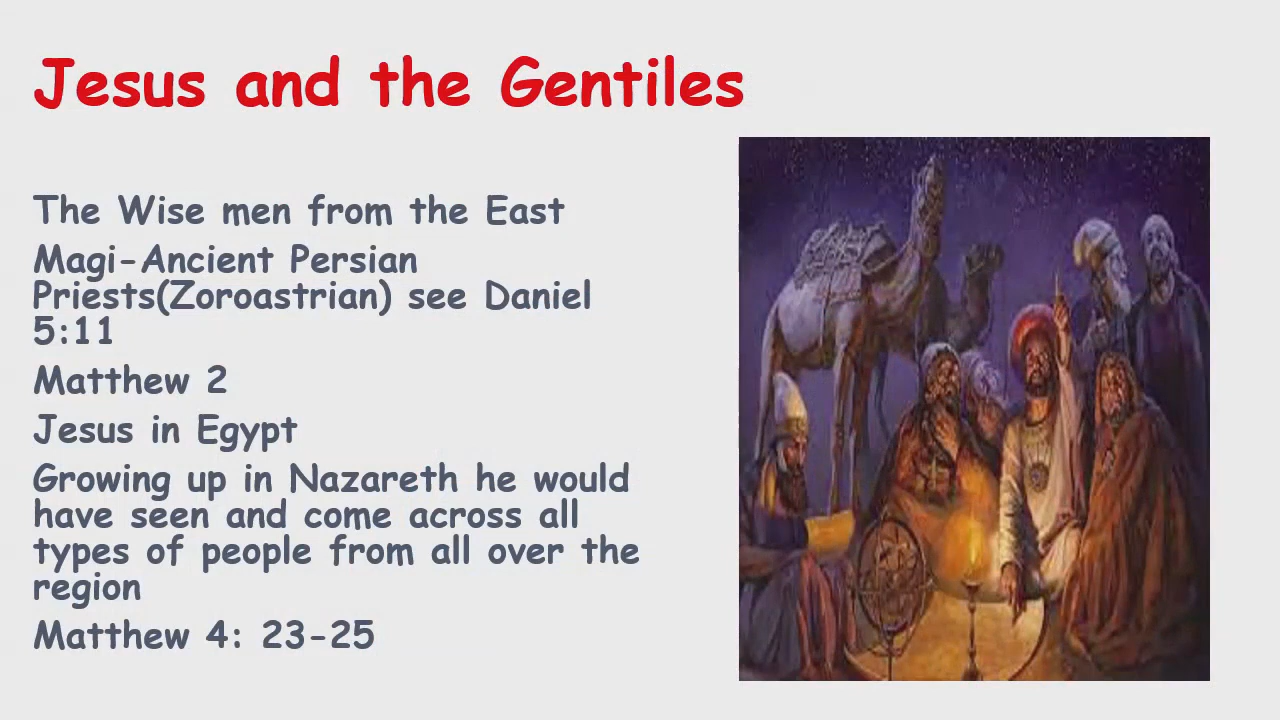 Jesus and the Gentiles
The Wise men from the East
Magi-Ancient Persian
Priests(Zoroastrian) see Daniel
5:11
Matthew 2
Jesus in Egypt
Growing up in Nazareth he would
have seen and come across all
types of people from all over the
region
Matthew 4: 23-25